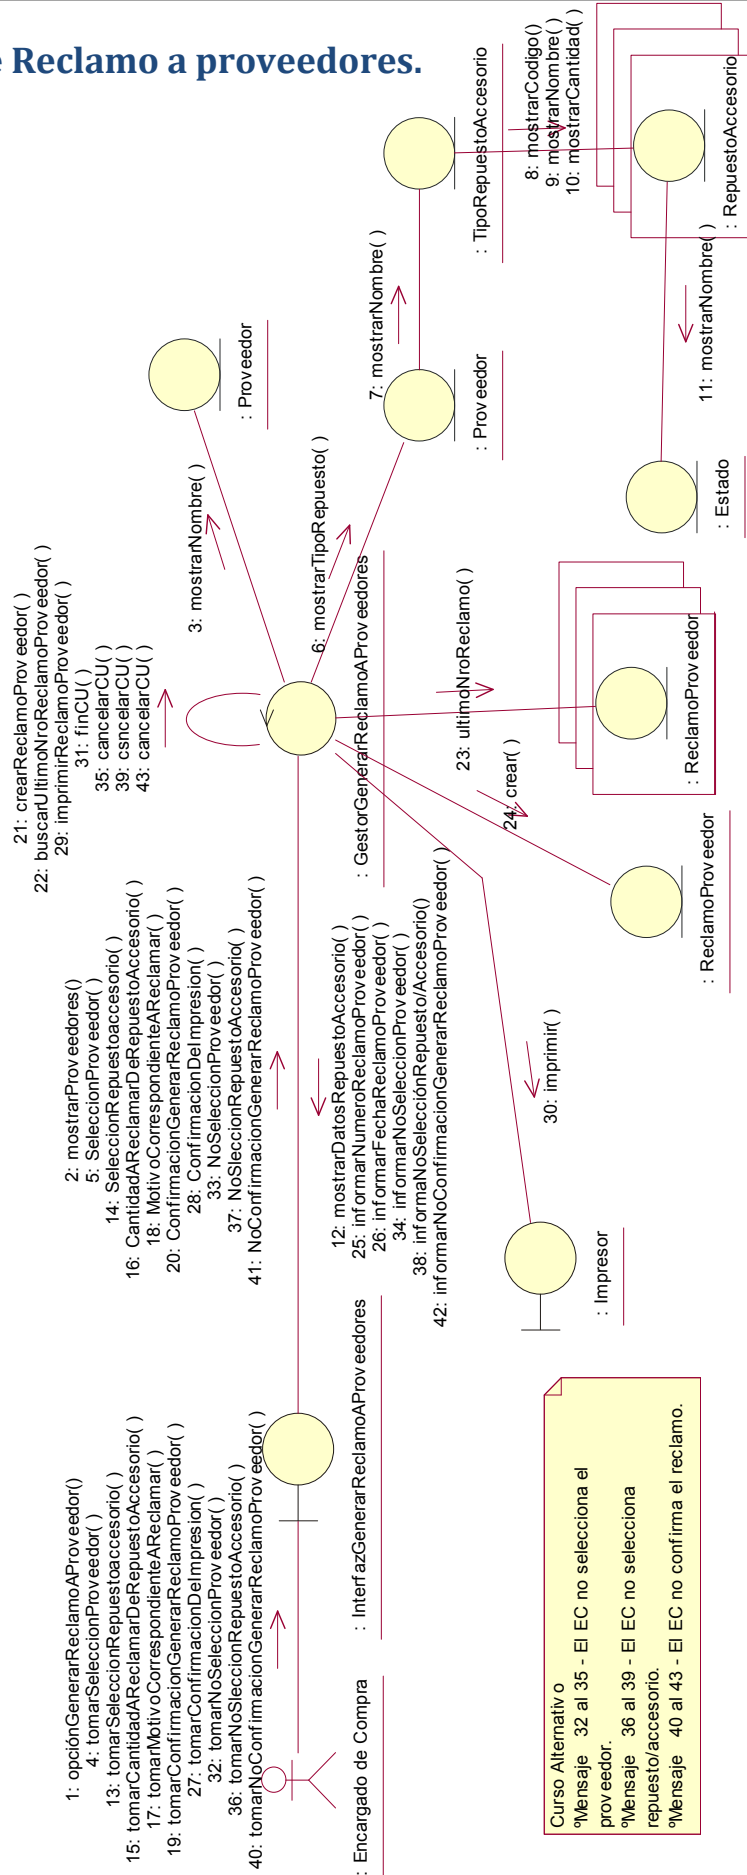 e Reclamo a proveedores.
1: opciónGenerarReclamoAProveedor()
4: tomarSeleccionProveedor( )
13: tomarSeleccionRepuestoaccesorio( )
15: tomarCantidadAReclamarDeRepuestoAccesorio( )
17: tomarMotivoCorrespondienteAReclamar( )
19: tomarConfirmacionGenerarReclamoProveedor( )
27: tomarConfirmacionDeImpresion( )
32: tomarNoSeleccionProveedor( )
36: tomarNoSleccionRepuestoAccesorio( )
40: tomarNoConfirmacionGenerarReclamoProveedor( )
: Encargado de Compra
: InterfazGenerarReclamoAProveedores
2: mostrarProveedores()
5: SeleccionProveedor( )
14: SeleccionRepuestoaccesorio( )
16: CantidadAReclamarDeRepuestoAccesorio( )
18: MotivoCorrespondienteAReclamar( )
20: ConfirmacionGenerarReclamoProveedor( )
28: ConfirmacionDeImpresion( )
33: NoSeleccionProveedor( )
37: NoSleccionRepuestoAccesorio( )
41: NoConfirmacionGenerarReclamoProveedor( )
12: mostrarDatosRepuestoAccesorio( )
25: informarNumeroReclamoProveedor( )
26: informarFechaReclamoProveedor( )
34: informarNoSeleccionProveedor( )
38: informaNoSelecciónRepuesto/Accesorio()
42: informarNoConfirmacionGenerarReclamoProveedor( )
21: crearReclamoProveedor( )
22: buscarUltimoNroReclamoProveedor( )
29: imprimirReclamoProveedor( )
31: finCU( )
35: cancelarCU( )
39: csncelarCU( )
43: cancelarCU( )
: GestorGenerarReclamoAProveedores
3: mostrarNombre( )
: Proveedor
6: mostrarTipoRepuesto( )
: Proveedor
7: mostrarNombre( )
: TipoRepuestoAccesorio
8: mostrarCodigo()
9: mostrarNombre( )
10: mostrarCantidad( )
: RepuestoAccesorio
11: mostrarNombre( )
: Estado
23: ultimoNroReclamo( )
: ReclamoProveedor
24: crear( )
: ReclamoProveedor
30: imprimir( )
: Impresor
Curso Alternativo
ºMensaje 32 al 35 - El EC no selecciona el
proveedor.
ºMensaje 36 al 39 - El EC no selecciona
repuesto/accesorio.
ºMensaje 40 al 43 - El EC no confirma el reclamo.